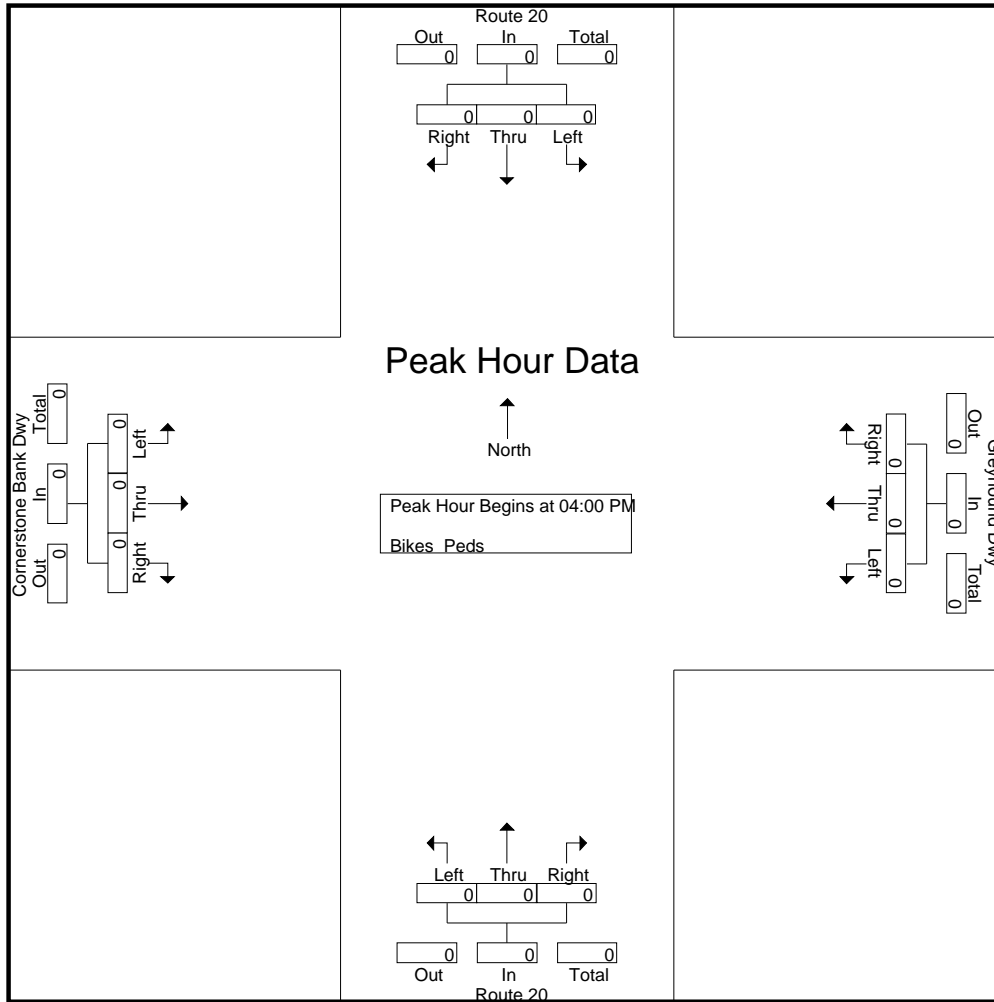 Route 20
Out In Total
0 0 0
0 0 0
Right Thru Left
Peak Hour Data
North
Peak Hour Begins at 04:00 PM
Bikes Peds
Cornerstone Bank Dwy
Out In Total
0 0 0
0 0 0
Right Thru Left
Greyhound Dwy
Out In Total
0 0 0
0 0 0
Right Thru Left
Left Thru Right
0 0 0
0 0 0
Out In Total
Route 20